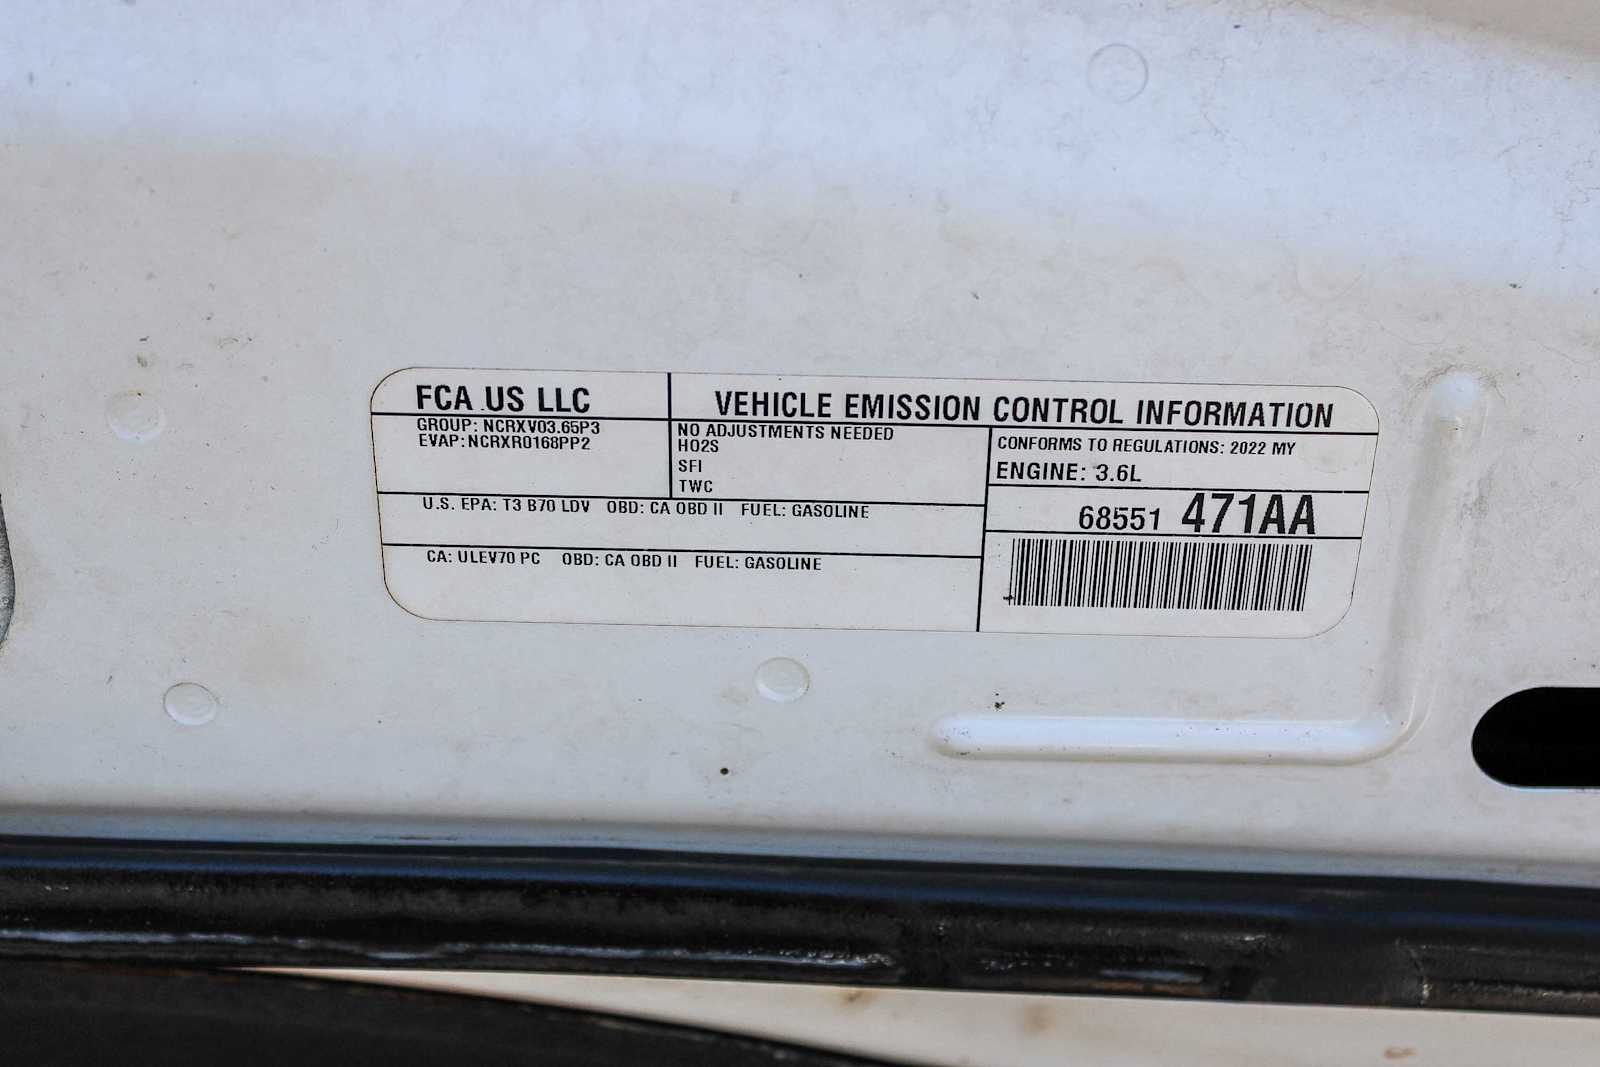 FCA US LLC
VEHICLE EMISSION CONTROL INFORMATION
GROUP: NCRXV03.65P3
EVAP: NCRXR0168PP2
NO ADJUSTMENTS NEEDED
HO2S
SFI
TWC
CONFORMS TO REGULATIONS: 2022 MY
ENGINE: 3.6L
U.S. EPA: T3 B70 LDV OBD: CA OBD II FUEL: GASOLINE
68551 471AA
CA: ULEV70 PC OBD: CA OBD II FUEL: GASOLINE